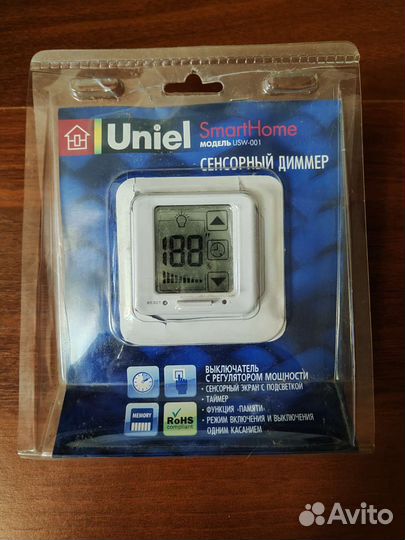 Uniel
SmartHome
МОДЕЛЬ USW-001
СЕНСОРНЫЙ ДИММЕР
188"
RESET
ВЫКЛЮЧАТЕЛЬ
С РЕГУЛЯТОРОМ МОЩНОСТИ
• СЕНСОРНЫЙ ЭКРАН С ПОДСВЕТКОЙ
• ТАЙМЕР
• ФУНКЦИЯ «ПАМЯТИ»
• РЕЖИМ ВКЛЮЧЕНИЯ И ВЫКЛЮЧЕНИЯ
ОДНИМ КАСАНИЕМ
MEMORY
RoHS
compliant
Avito